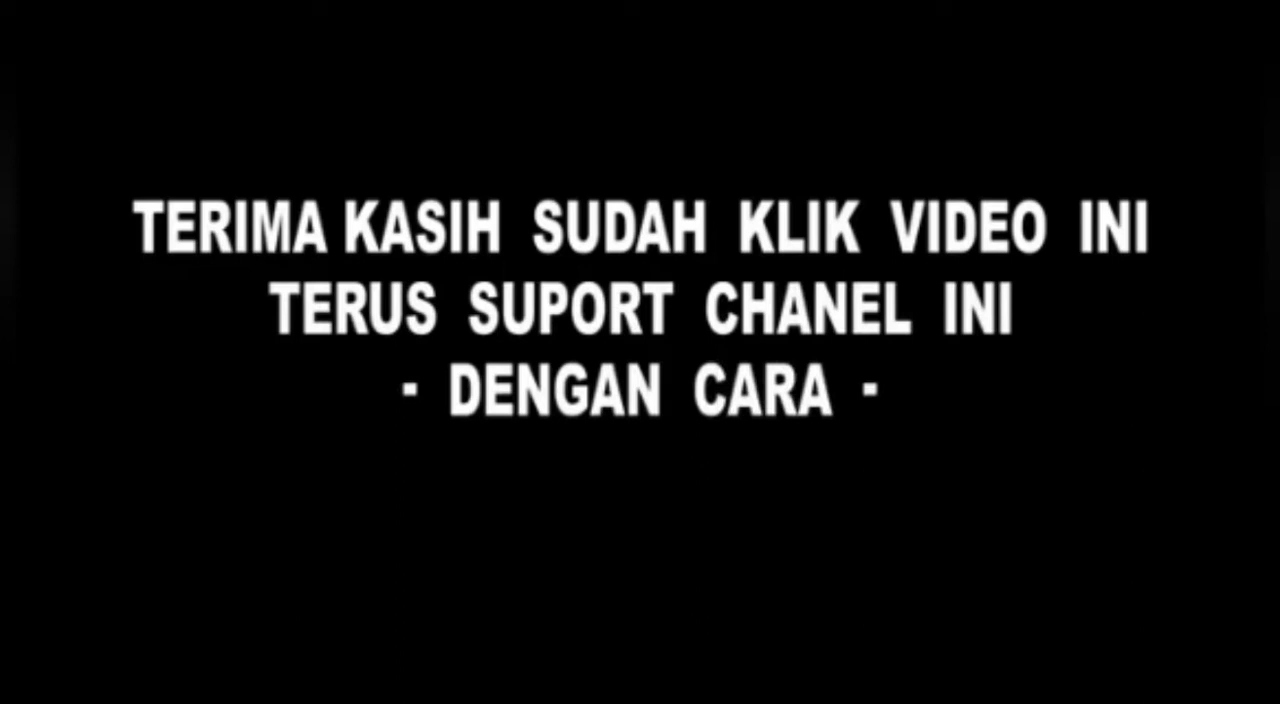 TERIMA KASIH SUDAH KLIK VIDEO INI
TERUS SUPORT CHANEL INI
- DENGAN CARA -